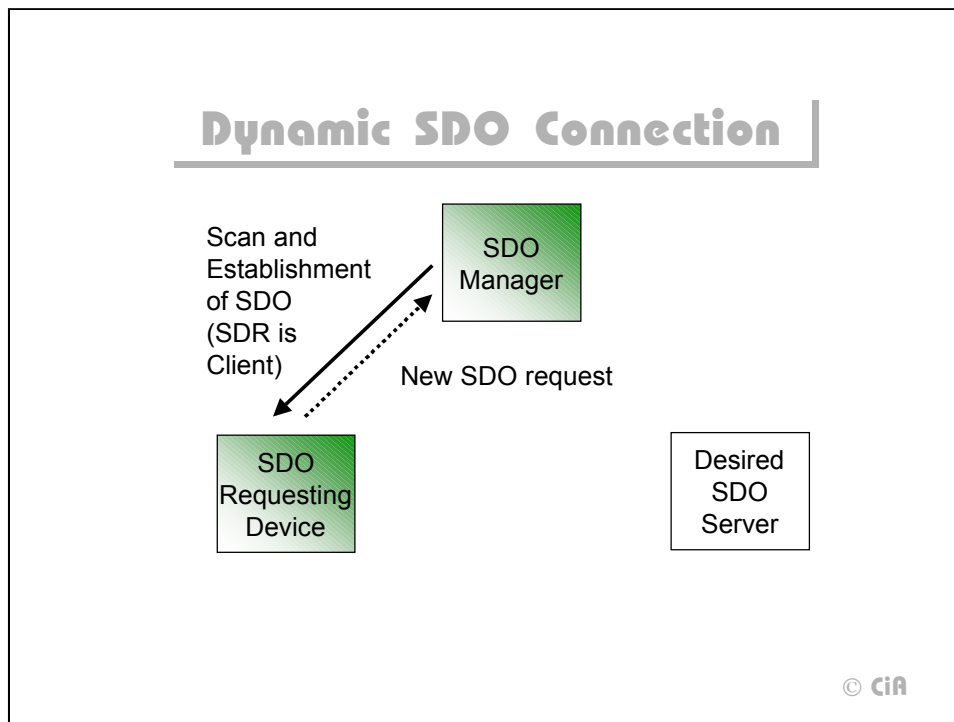 Dynamic SDO Connection
Scan and
Establishment
of SDO
(SDR is
Client)
SDO
Manager
New SDO request
SDO
Requesting
Device
Desired
SDO
Server
© CiA